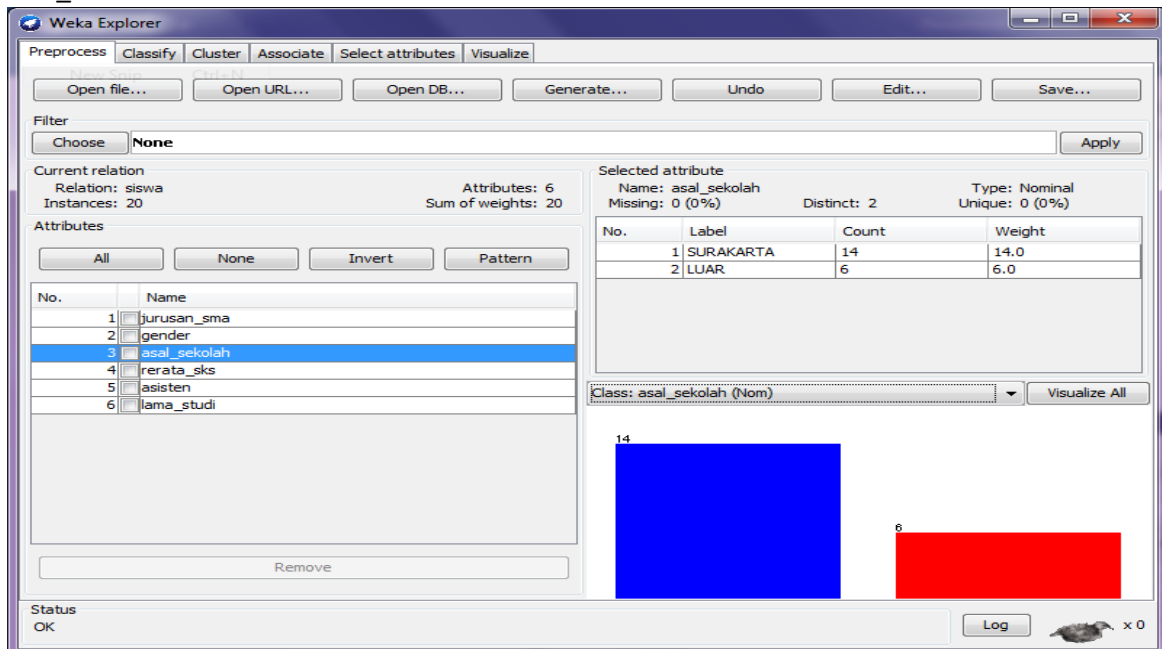 Weka Explorer
Preprocess Classify Cluster Associate Select attributes Visualize
New Snip Ctrl+N
Open file... Open URL... Open DB... Generate... Undo Edit... Save...
Filter
Choose None Apply
Current relation
Relation: siswa Attributes: 6
Instances: 20 Sum of weights: 20
Selected attribute
Name: asal_sekolah Type: Nominal
Missing: 0 (0%) Distinct: 2 Unique: 0 (0%)
Attributes
All None Invert Pattern
No. Name
1 jurusan_sma
2 gender
3 asal_sekolah
4 rerata_sks
5 asisten
6 lama_studi
Remove
No. Label Count Weight
1 SURAKARTA 14 14.0
2 LUAR 6 6.0
Class: asal_sekolah (Nom) Visualize All
14
6
Status
OK
Log x 0